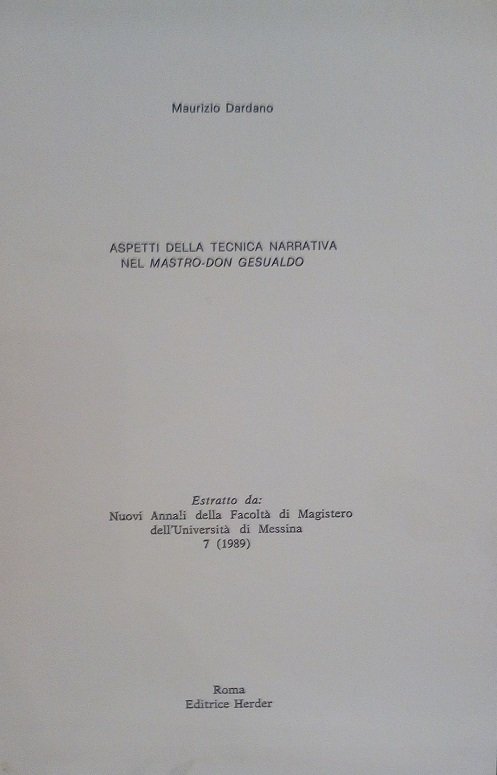 Maurizio Dardano
ASPETTI DELLA TECNICA NARRATIVA
NEL MASTRO-DON GESUALDO
Estratto da:
Nuovi Annali della Facoltà di Magistero
dell'Università di Messina
7 (1989)
Roma
Editrice Herder